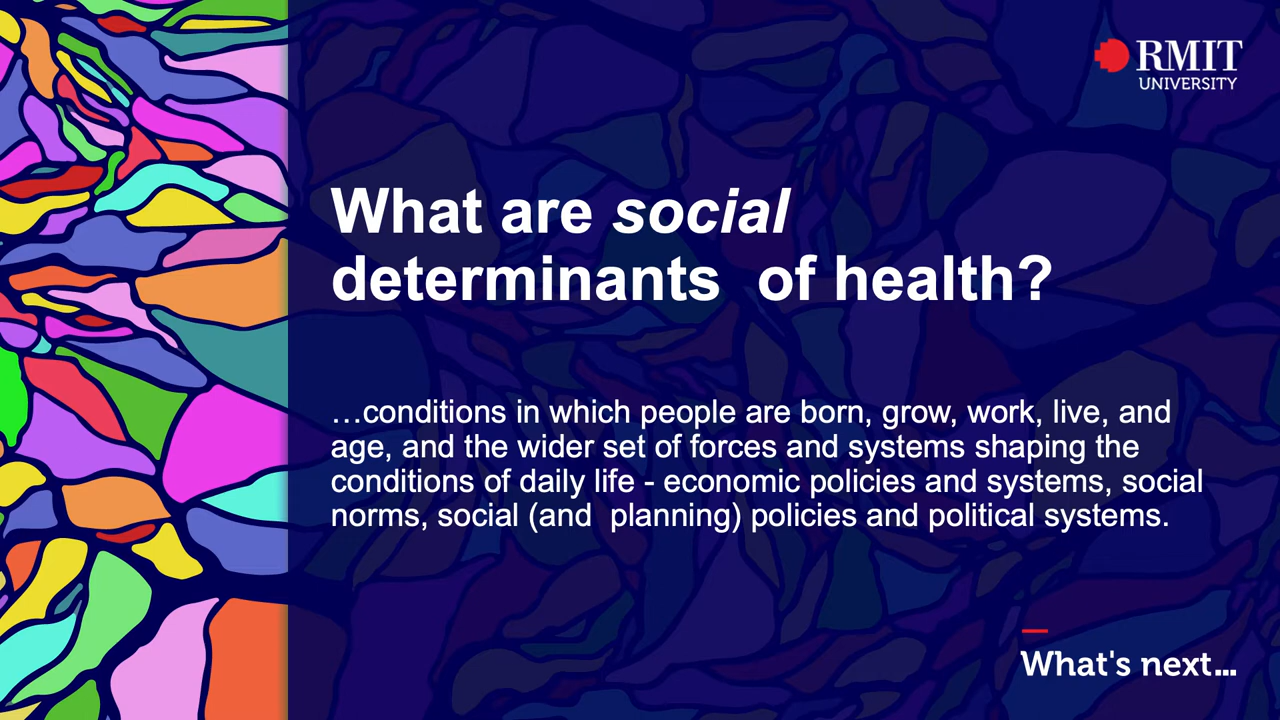 RMIT
UNIVERSITY
What are social
determinants  of health?
…conditions in which people are born, grow, work, live, and
age, and the wider set of forces and systems shaping the
conditions of daily life - economic policies and systems, social
norms, social (and  planning) policies and political systems.
What's next...